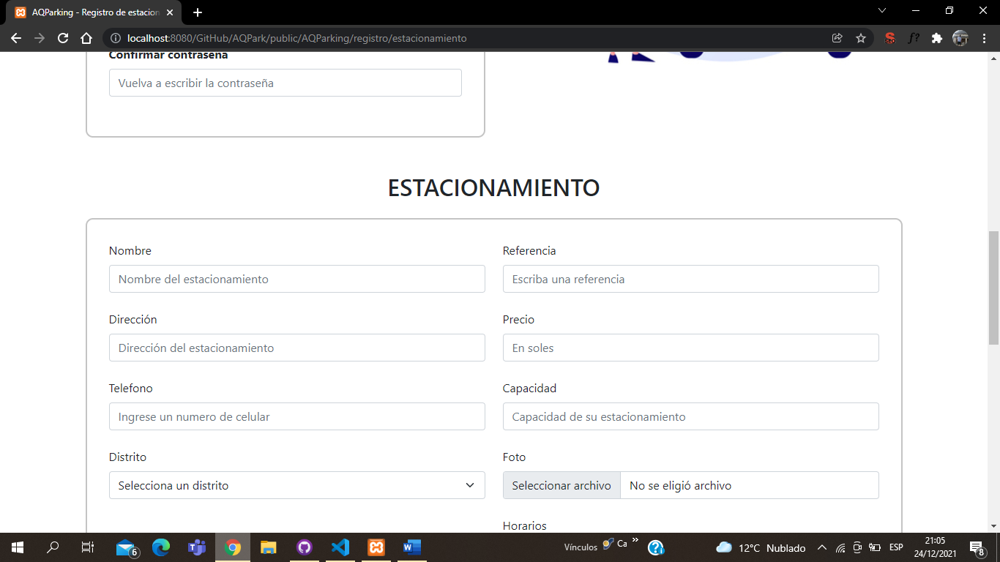 AQParking - Registro de estacion
localhost:8080/GitHub/AQPark/public/AQParking/registro/estacionamiento
Confirmar contraseña
Vuelva a escribir la contraseña
ESTACIONAMIENTO
Nombre
Nombre del estacionamiento
Referencia
Escriba una referencia
Dirección
Dirección del estacionamiento
Precio
En soles
Telefono
Ingrese un numero de celular
Capacidad
Capacidad de su estacionamiento
Distrito
Selecciona un distrito
Foto
Seleccionar archivo
No se eligió archivo
Horarios
6
Vínculos
Ca
12°C Nublado
ESP
21:05
24/12/2021
8